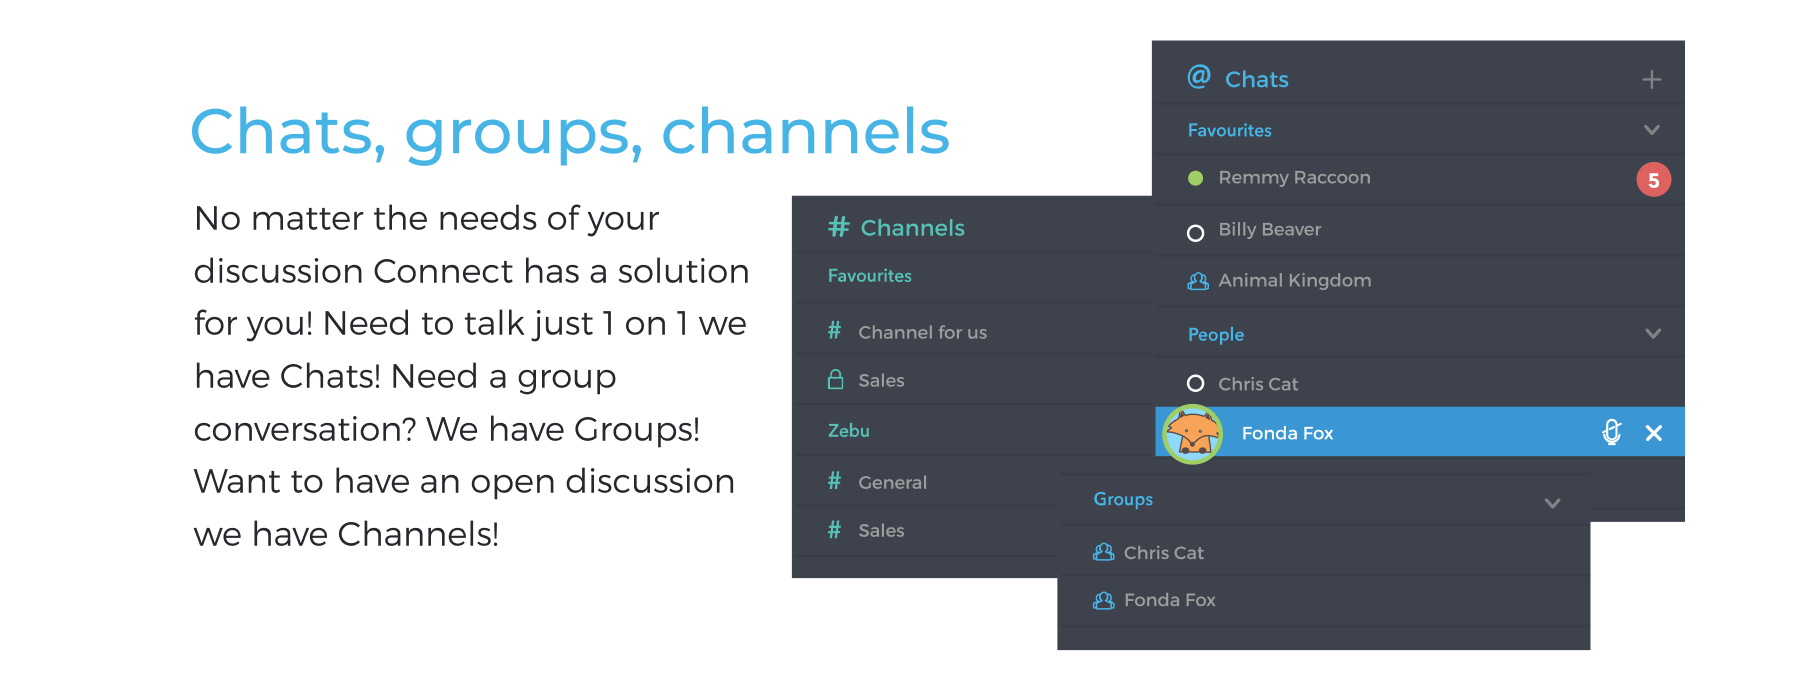 Chats, groups, channels
No matter the needs of your
discussion Connect has a solution
for you! Need to talk just 1 on 1 we
have Chats! Need a group
conversation? We have Groups!
Want to have an open discussion
we have Channels!
# Channels
Favourites
# Channel for us
Sales
Zebu
# General
# Sales
@ Chats +
Favourites
Remmy Raccoon 5
Billy Beaver
Animal Kingdom
People
Chris Cat
Fonda Fox
Groups
Chris Cat
Fonda Fox